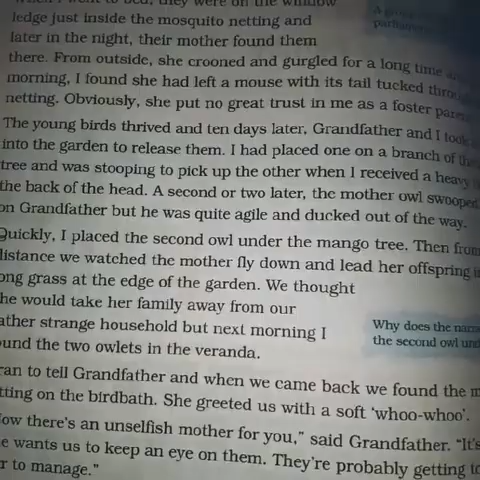 went to bed, they were on the window
ledge just inside the mosquito netting and
later in the night, their mother found them
there. From outside, she crooned and gurgled for a long time
morning, I found she had left a mouse with its tail tucked
netting. Obviously, she put no great trust in me as a foster
The young birds thrived and ten days later, Grandfather and I took
into the garden to release them. I had placed one on a branch of
tree and was stooping to pick up the other when I received a heavy
the back of the head. A second or two later, the mother owl swooped
on Grandfather but he was quite agile and ducked out of the way.
Quickly, I placed the second owl under the mango tree. Then from
distance we watched the mother fly down and lead her offspring
ong grass at the edge of the garden. We thought
he would take her family away from our
ather strange household but next morning I
ound the two owlets in the veranda.
Why does the
the second owl
ran to tell Grandfather and when we came back we found the
tting on the birdbath. She greeted us with a soft ‘whoo-whoo’.
ow there's an unselfish mother for you,” said Grandfather. “It's
e wants us to keep an eye on them. They're probably getting
r to manage.”